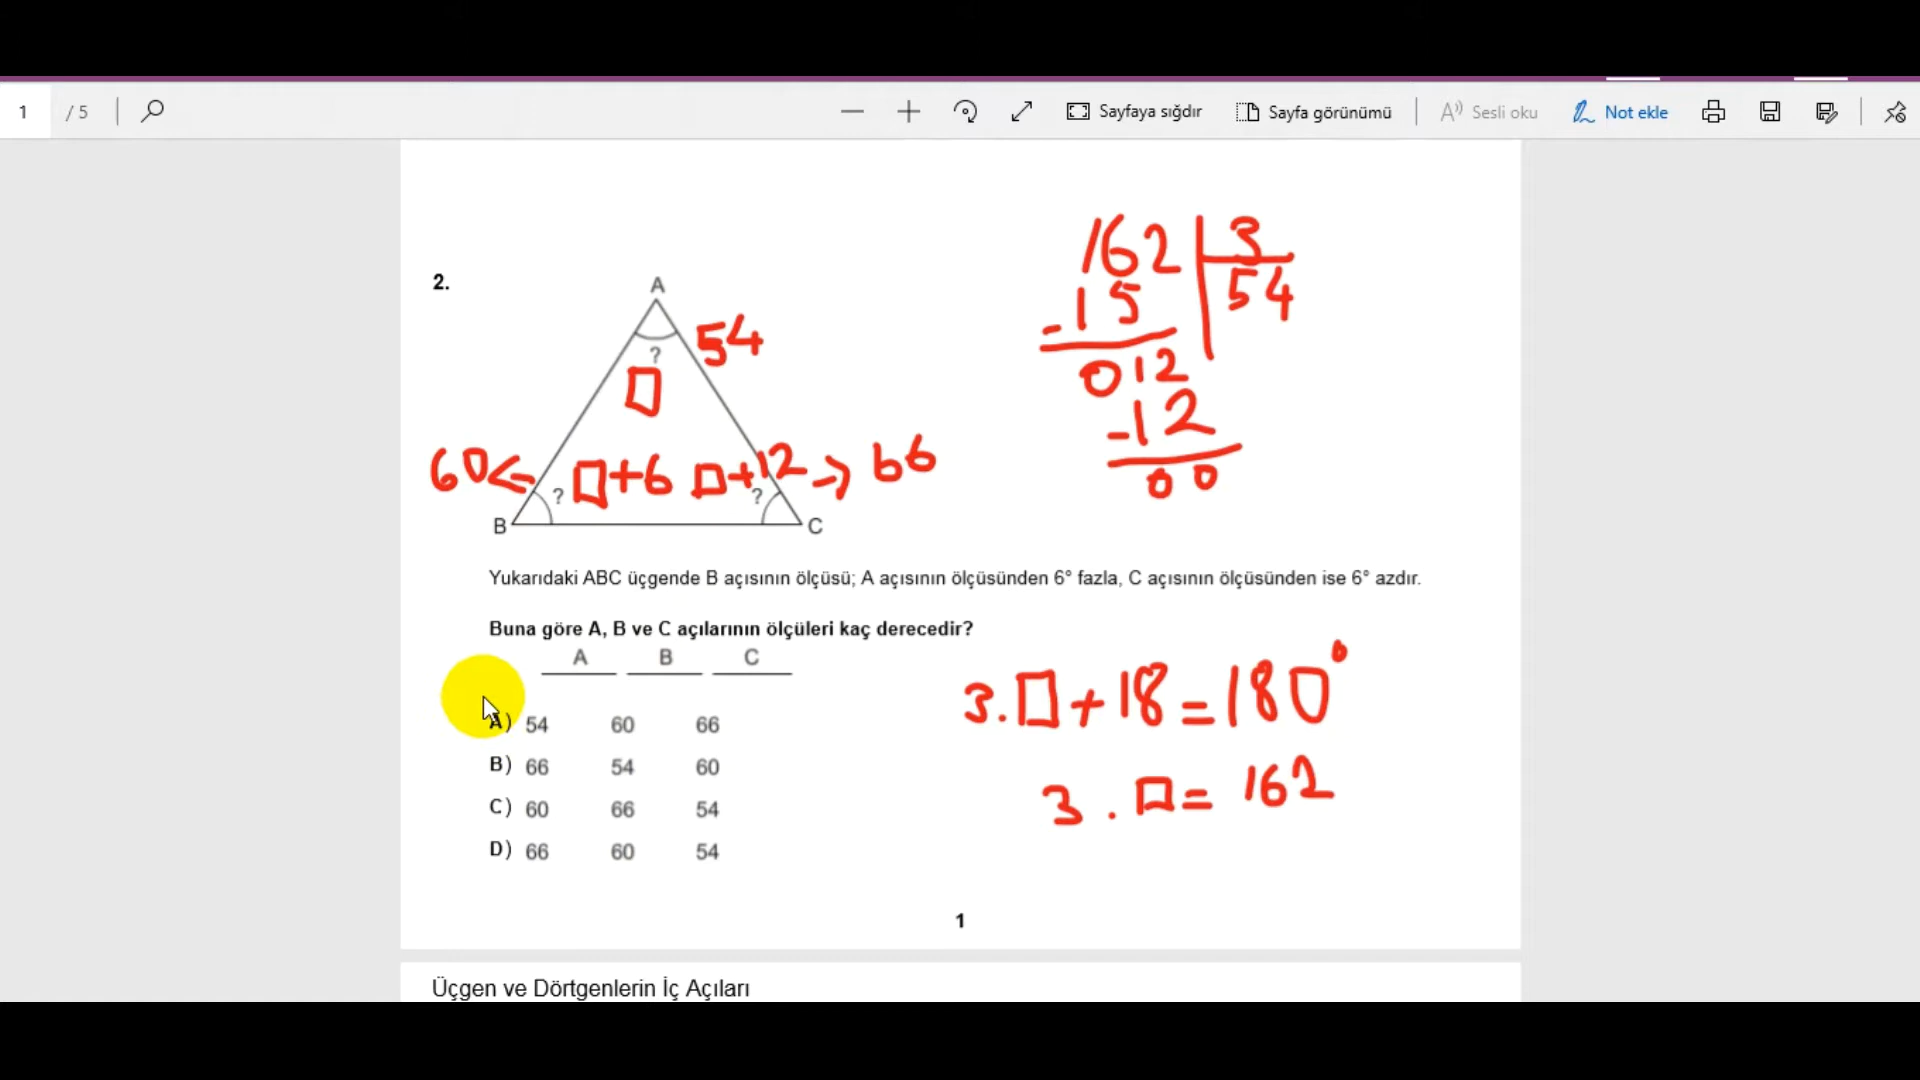 1 / 5 Sayfaya sığdır Sayfa görünümü Sesli oku Not ekle
2.
A
?
54
60 ← ? □+6 □+12 ? → 66
B C
162 | 3
54
-15
012
-12
00
Yukarıdaki ABC üçgende B açısının ölçüsü; A açısının ölçüsünden 6° fazla, C açısının ölçüsünden ise 6° azdır.
Buna göre A, B ve C açılarının ölçüleri kaç derecedir?
A B C
A) 54 60 66
B) 66 54 60
C) 60 66 54
D) 66 60 54
3.□+18=180°
3.□=162
1
Üçgen ve Dörtgenlerin İç Açıları